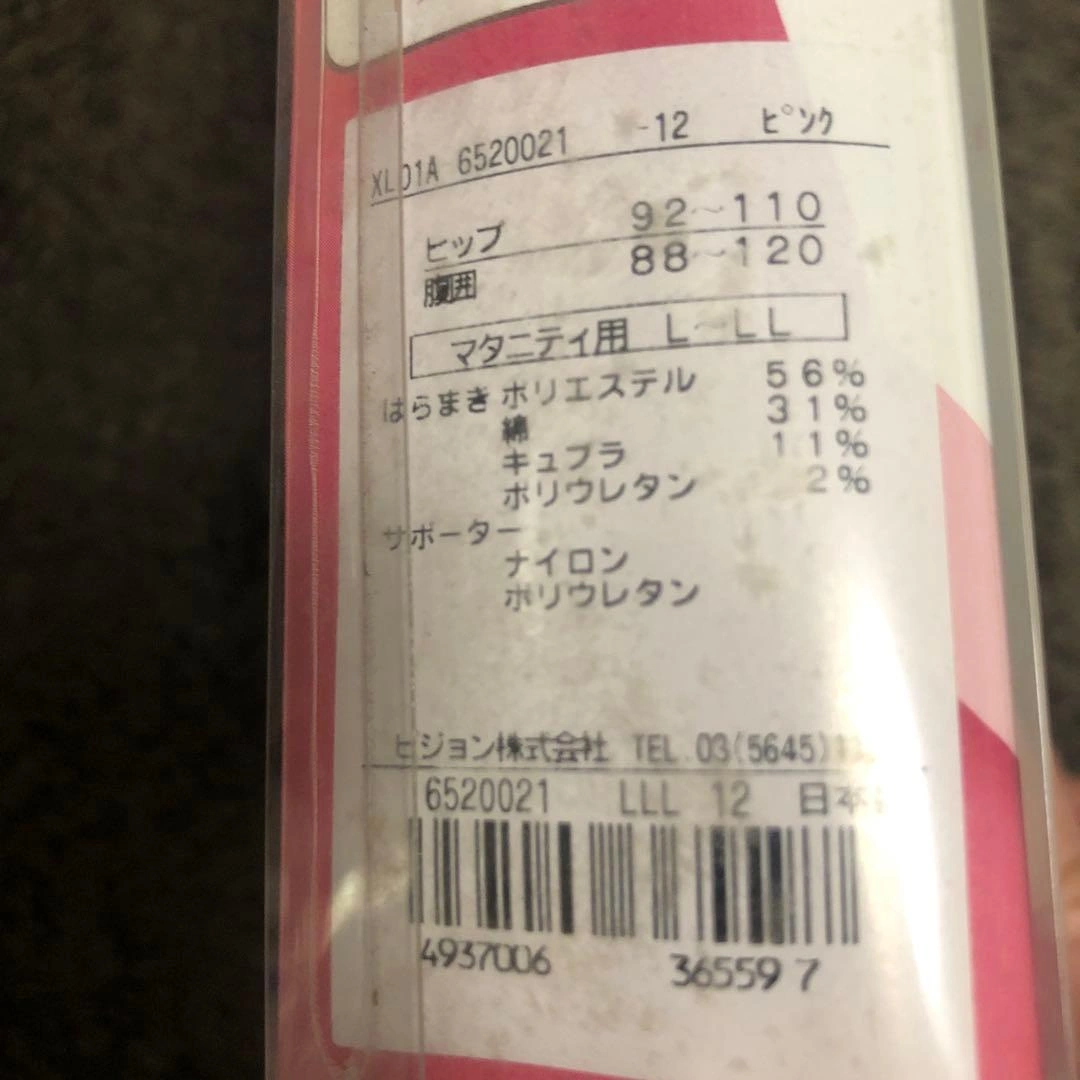 XL01A 6520021 -12 ピンク
ヒップ 92~110
腹囲 88~120
マタニティ用 L~LL
はらまき ポリエステル 56%
綿 31%
キュプラ 11%
ポリウレタン 2%
サポーター
ナイロン
ポリウレタン
ピジョン株式会社 TEL.03(5645)
6520021 LLL 12 日本
4937006 365597